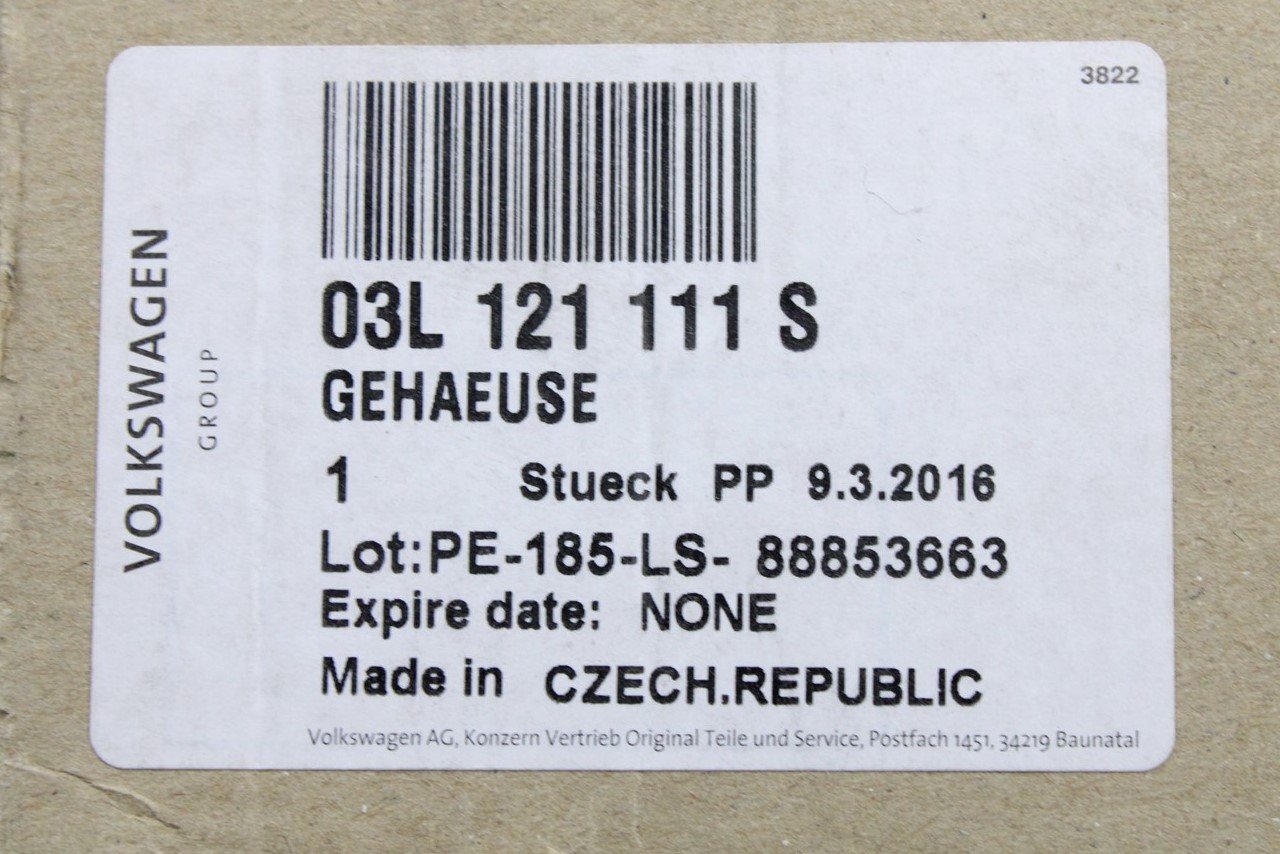 3822
VOLKSWAGEN
GROUP
03L 121 111 S
GEHAEUSE
1 Stueck PP 9.3.2016
Lot:PE-185-LS- 88853663
Expire date: NONE
Made in CZECH.REPUBLIC
Volkswagen AG, Konzern Vertrieb Original Teile und Service, Postfach 1451, 34219 Baunatal